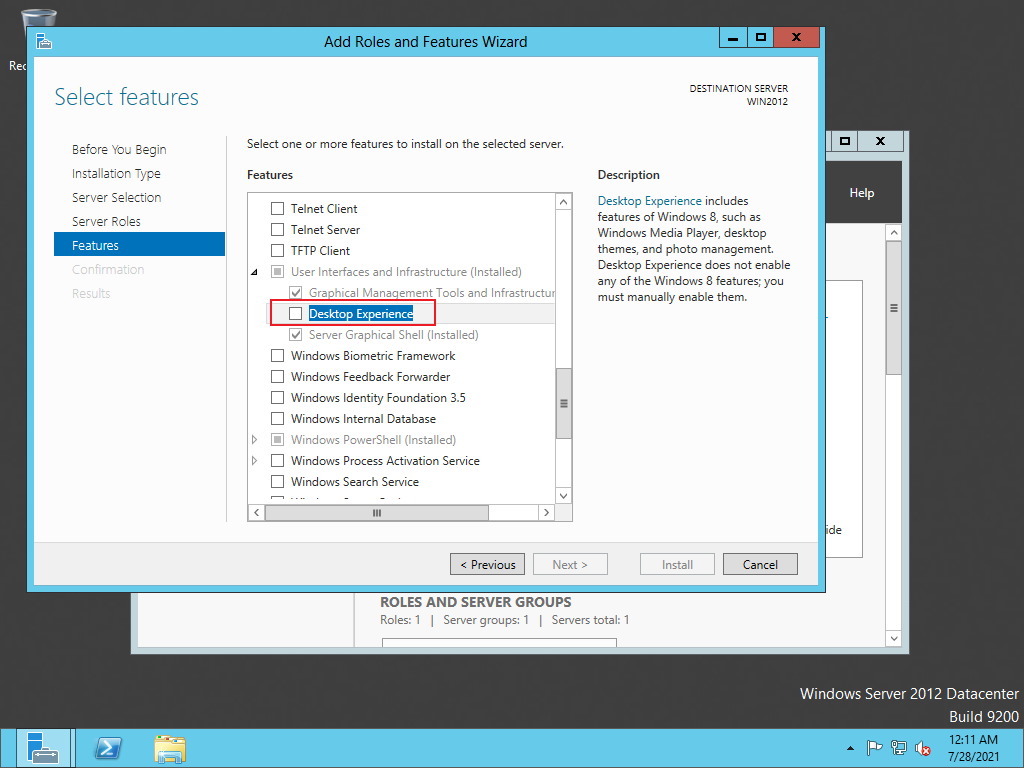 Add Roles and Features Wizard
Select features
DESTINATION SERVER
WIN2012
Before You Begin
Installation Type
Server Selection
Server Roles
Features
Confirmation
Results
Select one or more features to install on the selected server.
Features
Telnet Client
Telnet Server
TFTP Client
User Interfaces and Infrastructure (Installed)
Graphical Management Tools and Infrastructur
Desktop Experience
Server Graphical Shell (Installed)
Windows Biometric Framework
Windows Feedback Forwarder
Windows Identity Foundation 3.5
Windows Internal Database
Windows PowerShell (Installed)
Windows Process Activation Service
Windows Search Service
Description
Desktop Experience includes
features of Windows 8, such as
Windows Media Player, desktop
themes, and photo management.
Desktop Experience does not enable
any of the Windows 8 features; you
must manually enable them.
< Previous
Next >
Install
Cancel
Help
ide
ROLES AND SERVER GROUPS
Roles: 1 | Server groups: 1 | Servers total: 1
Windows Server 2012 Datacenter
Build 9200
12:11 AM
7/28/2021